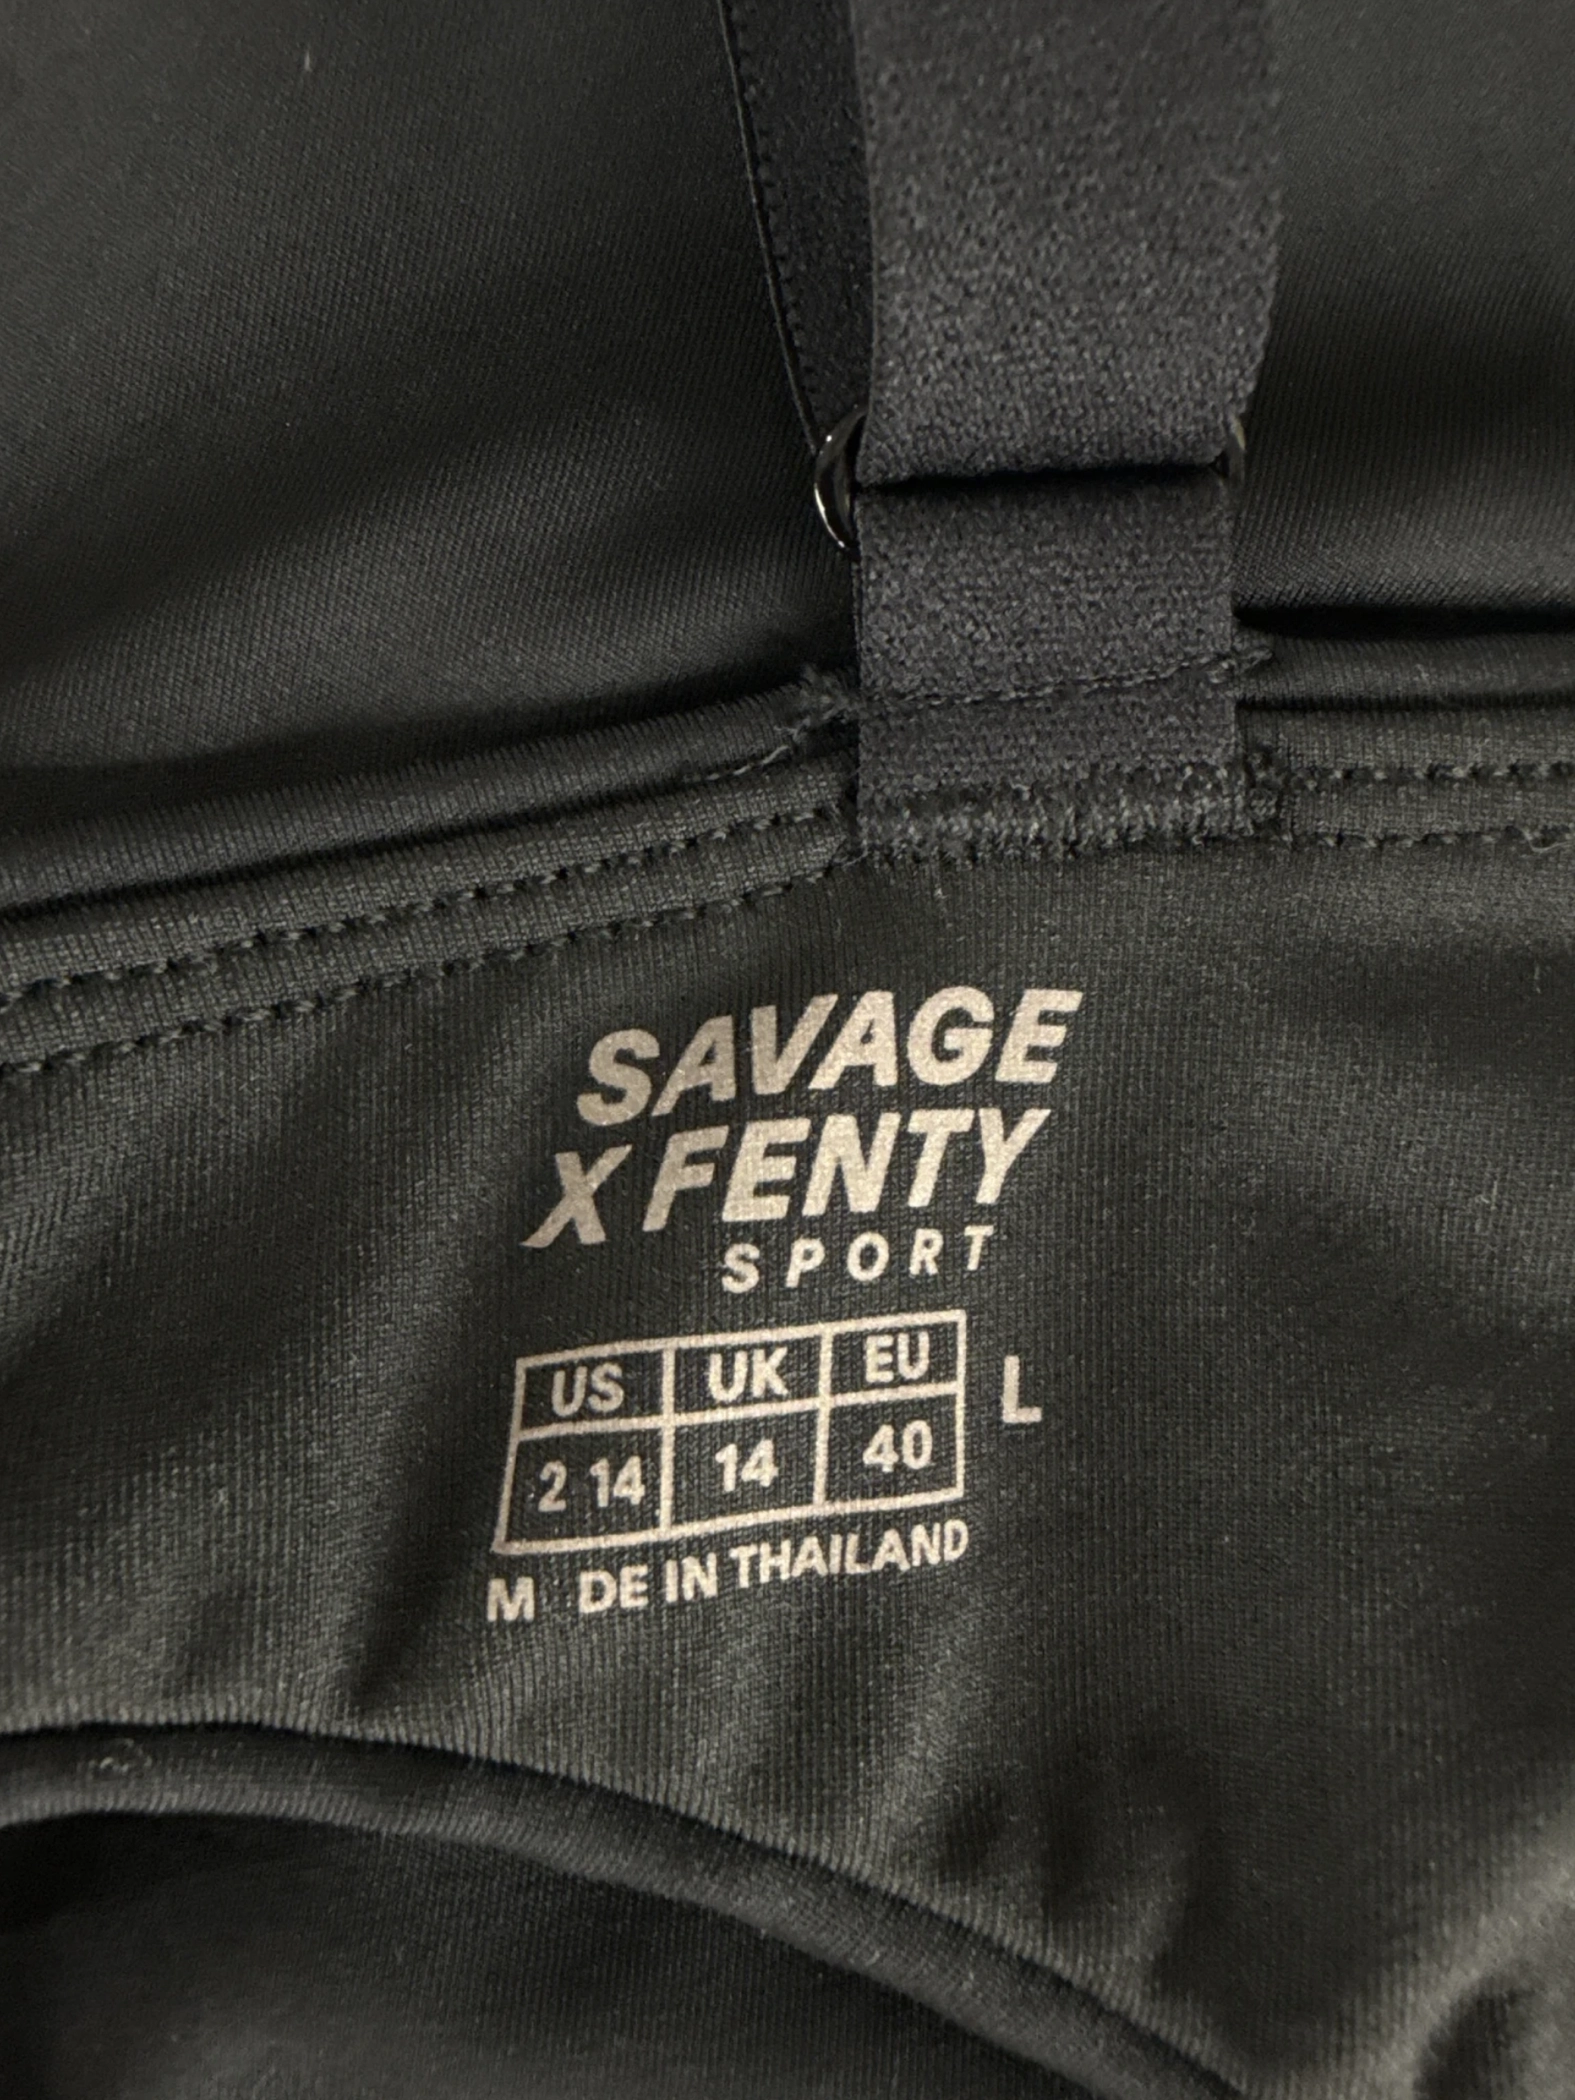 SAVAGE
X FENTY
SPORT
US UK EU L
2 14 14 40
M DE IN THAILAND